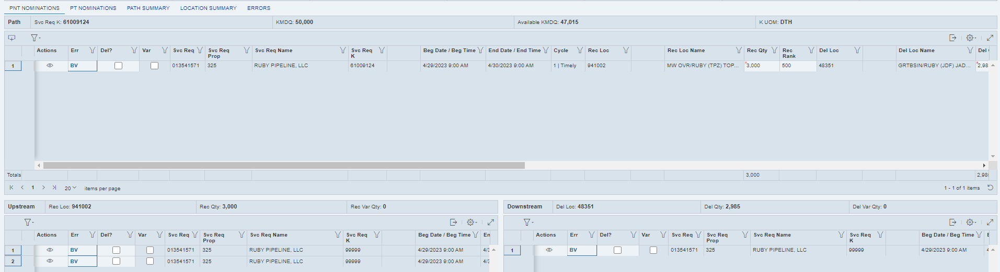 PNT NOMINATIONS PT NOMINATIONS PATH SUMMARY LOCATION SUMMARY ERRORS
Path Svc Req K: 61009124 KMDQ: 50,000 Available KMDQ: 47,015 K UOM: DTH
Actions Err Del? Var Svc Req Svc Req Prop Svc Req Name Svc Req K Beg Date / Beg Time End Date / End Time Cycle Rec Loc Rec Loc Name Rec Qty Rec Rank Del Loc Del Loc Name Del
1 BV 013541571 325 RUBY PIPELINE, LLC 61009124 4/29/2023 9:00 AM 4/30/2023 9:00 AM 1 | Timely 941002 MW OVR/RUBY (TPZ) TOP... *3,000 500 48351 GRTBSIN/RUBY (JDF) JAD... *2,98
Totals 3,000 2,985
1 20 items per page 1 - 1 of 1 items
Upstream Rec Loc: 941002 Rec Qty: 3,000 Rec Var Qty: 0
Actions Err Del? Var Svc Req Svc Req Prop Svc Req Name Svc Req K Beg Date / Beg Time En
1 BV 013541571 325 RUBY PIPELINE, LLC 99999 4/29/2023 9:00 AM 4/3
2 BV 013541571 325 RUBY PIPELINE, LLC 99999 4/29/2023 9:00 AM 4/3
Downstream Del Loc: 48351 Del Qty: 2,985 Del Var Qty: 0
Actions Err Del? Var Svc Req Svc Req Prop Svc Req Name Svc Req K Beg Date / Beg Time E
1 BV 013541571 325 RUBY PIPELINE, LLC 99999 4/29/2023 9:00 AM 4